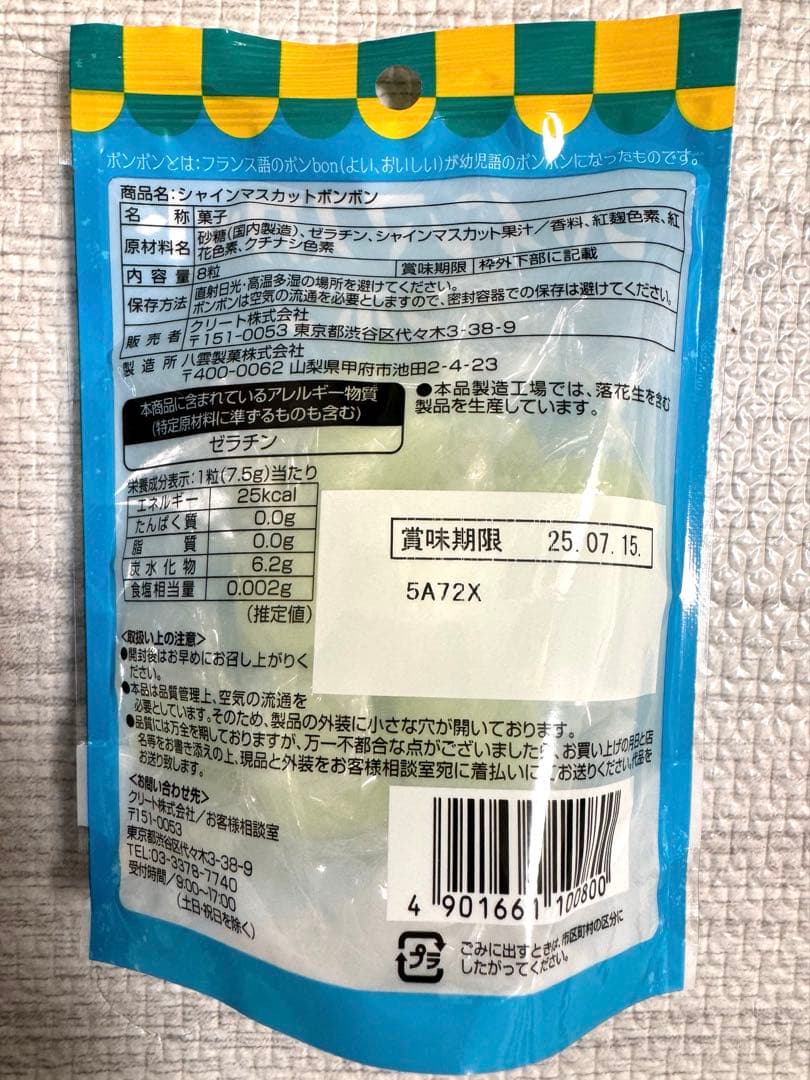 ボンボンとは：フランス語のボンbon（よい、おいしい）が幼児語のボンボンになったものです。
商品名：シャインマスカットボンボン
名 称 菓子
原材料名 砂糖（国内製造）、ゼラチン、シャインマスカット果汁／香料、紅麹色素、紅
花色素、クチナシ色素
内容量 8粒 賞味期限 枠外下部に記載
保存方法 直射日光・高温多湿の場所を避けてください。
ボンボンは空気の流通を必要としますので、密封容器での保存は避けてください。
販売者 クリート株式会社
〒151-0053 東京都渋谷区代々木3-38-9
製造所 八雲製菓株式会社
〒400-0062 山梨県甲府市池田2-4-23
本商品に含まれているアレルギー物質
（特定原材料に準ずるものも含む）
ゼラチン
●本品製造工場では、落花生を含む
製品を生産しています。
栄養成分表示：1粒（7.5g）当たり
エネルギー 25kcal
たんぱく質 0.0g
脂 質 0.0g
炭水化物 6.2g
食塩相当量 0.002g
（推定値）
賞味期限 25.07.15.
5A72X
＜取扱い上の注意＞
●開封後はお早めにお召し上がりく
ださい。
●本品は品質管理上、空気の流通を
必要としています。そのため、製品の外装に小さな穴が開いております。
●品質には万全を期しておりますが、万一不都合な点がございましたら、お買い上げの月日と店
名等をお書き添えの上、現品と外装をお客様相談室宛に着払いにてお送りください。代品を
お送り致します。
＜お問い合わせ先＞
クリート株式会社／お客様相談室
〒151-0053
東京都渋谷区代々木3-38-9
TEL:03-3378-7740
受付時間／9:00～17:00
（土日・祝日を除く）
4 901661 100800
プラ
ごみに出すときは、市区町村の区分に
したがってください。